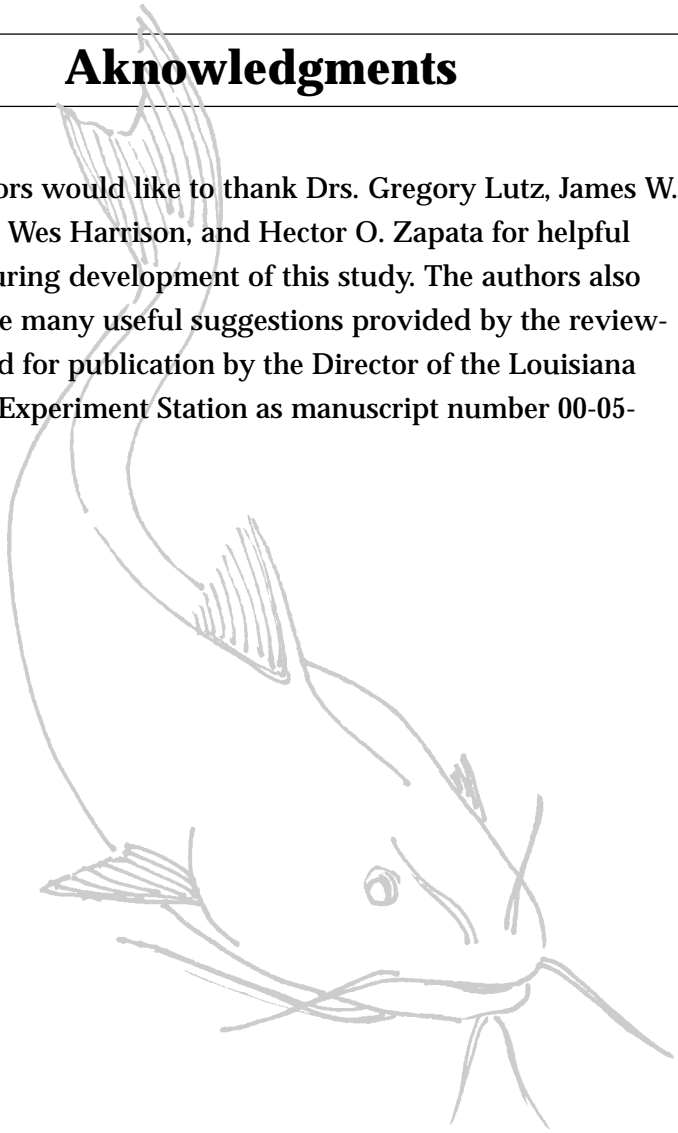 Aknowledgments
ors would like to thank Drs. Gregory Lutz, James W.
Wes Harrison, and Hector O. Zapata for helpful
uring development of this study. The authors also
e many useful suggestions provided by the review-
d for publication by the Director of the Louisiana
Experiment Station as manuscript number 00-05-